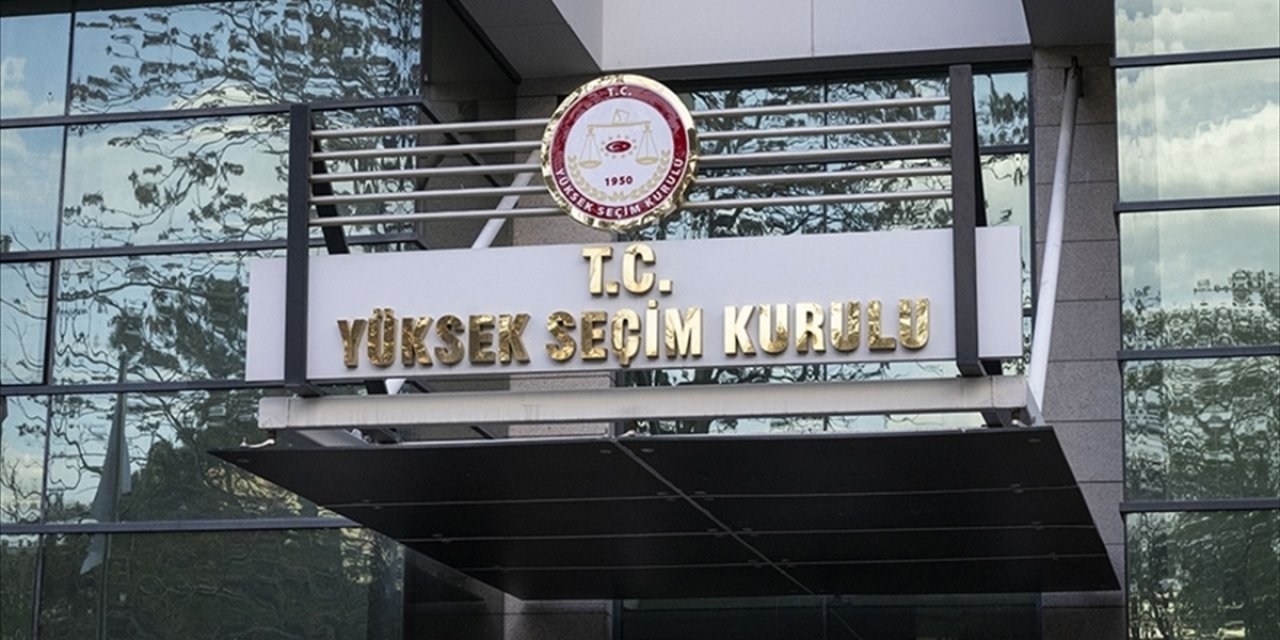 T.C.
1950
YÜKSEK SEÇİM KURULU
T.C.
YÜKSEK SEÇİM KURULU